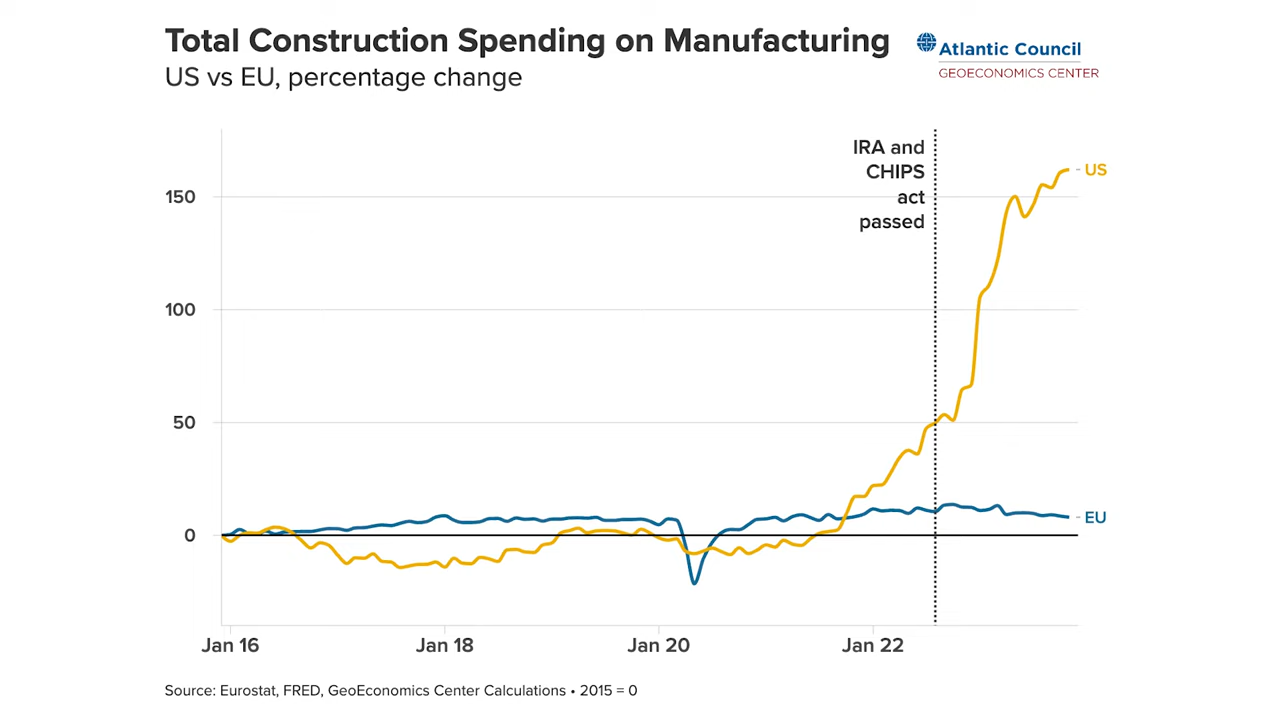 Total Construction Spending on Manufacturing
US vs EU, percentage change
Atlantic Council
GEOECONOMICS CENTER
IRA and
CHIPS
act
passed
US
EU
150
100
50
0
Jan 16
Jan 18
Jan 20
Jan 22
Source: Eurostat, FRED, GeoEconomics Center Calculations • 2015 = 0